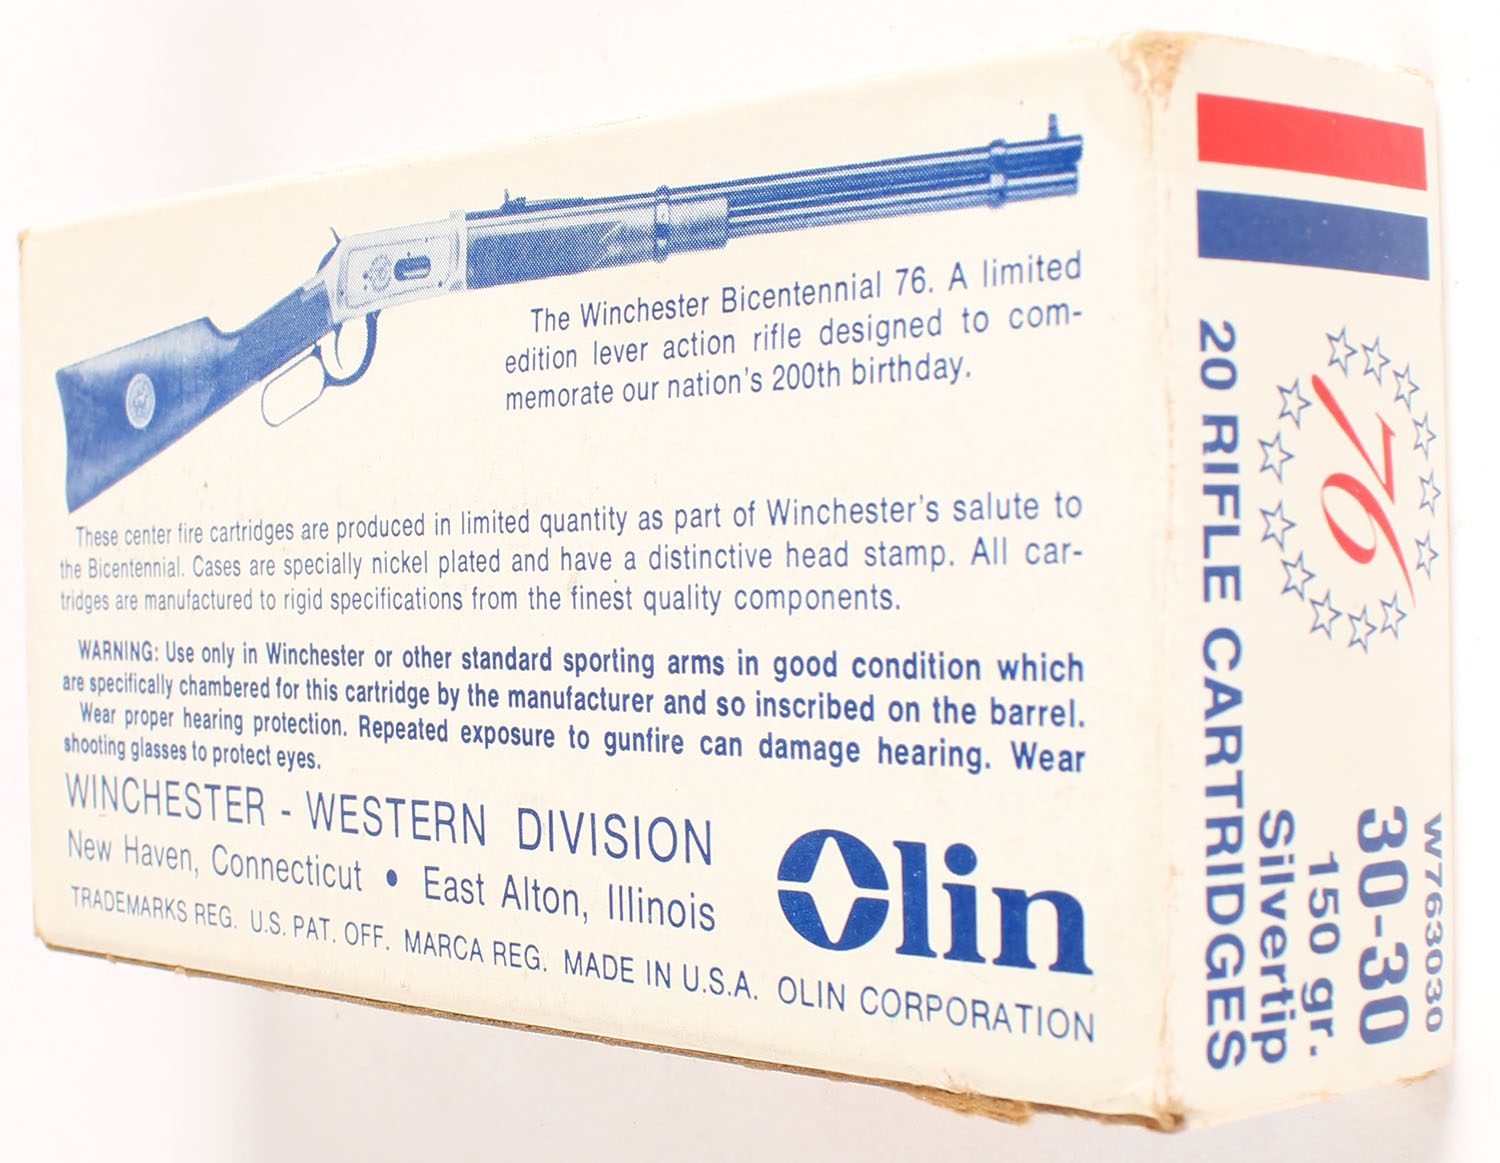 The Winchester Bicentennial 76. A limited
edition lever action rifle designed to com-
memorate our nation's 200th birthday.
These center fire cartridges are produced in limited quantity as part of Winchester's salute to
the Bicentennial. Cases are specially nickel plated and have a distinctive head stamp. All car-
tridges are manufactured to rigid specifications from the finest quality components.
WARNING: Use only in Winchester or other standard sporting arms in good condition which
are specifically chambered for this cartridge by the manufacturer and so inscribed on the barrel.
Wear proper hearing protection. Repeated exposure to gunfire can damage hearing. Wear
shooting glasses to protect eyes.
WINCHESTER - WESTERN DIVISION
New Haven, Connecticut • East Alton, Illinois
TRADEMARKS REG. U.S. PAT. OFF. MARCA REG. MADE IN U.S.A. OLIN CORPORATION
Olin
76
W763030
30-30
150 gr.
Silvertip
20 RIFLE CARTRIDGES